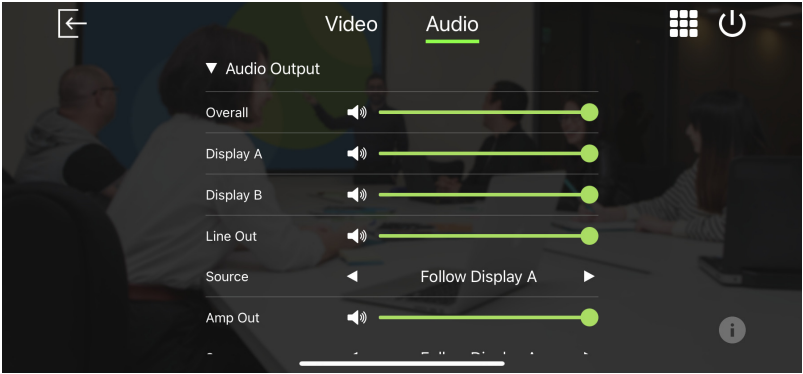 Video Audio
Audio Output
Overall
Display A
Display B
Line Out
Source Follow Display A
Amp Out